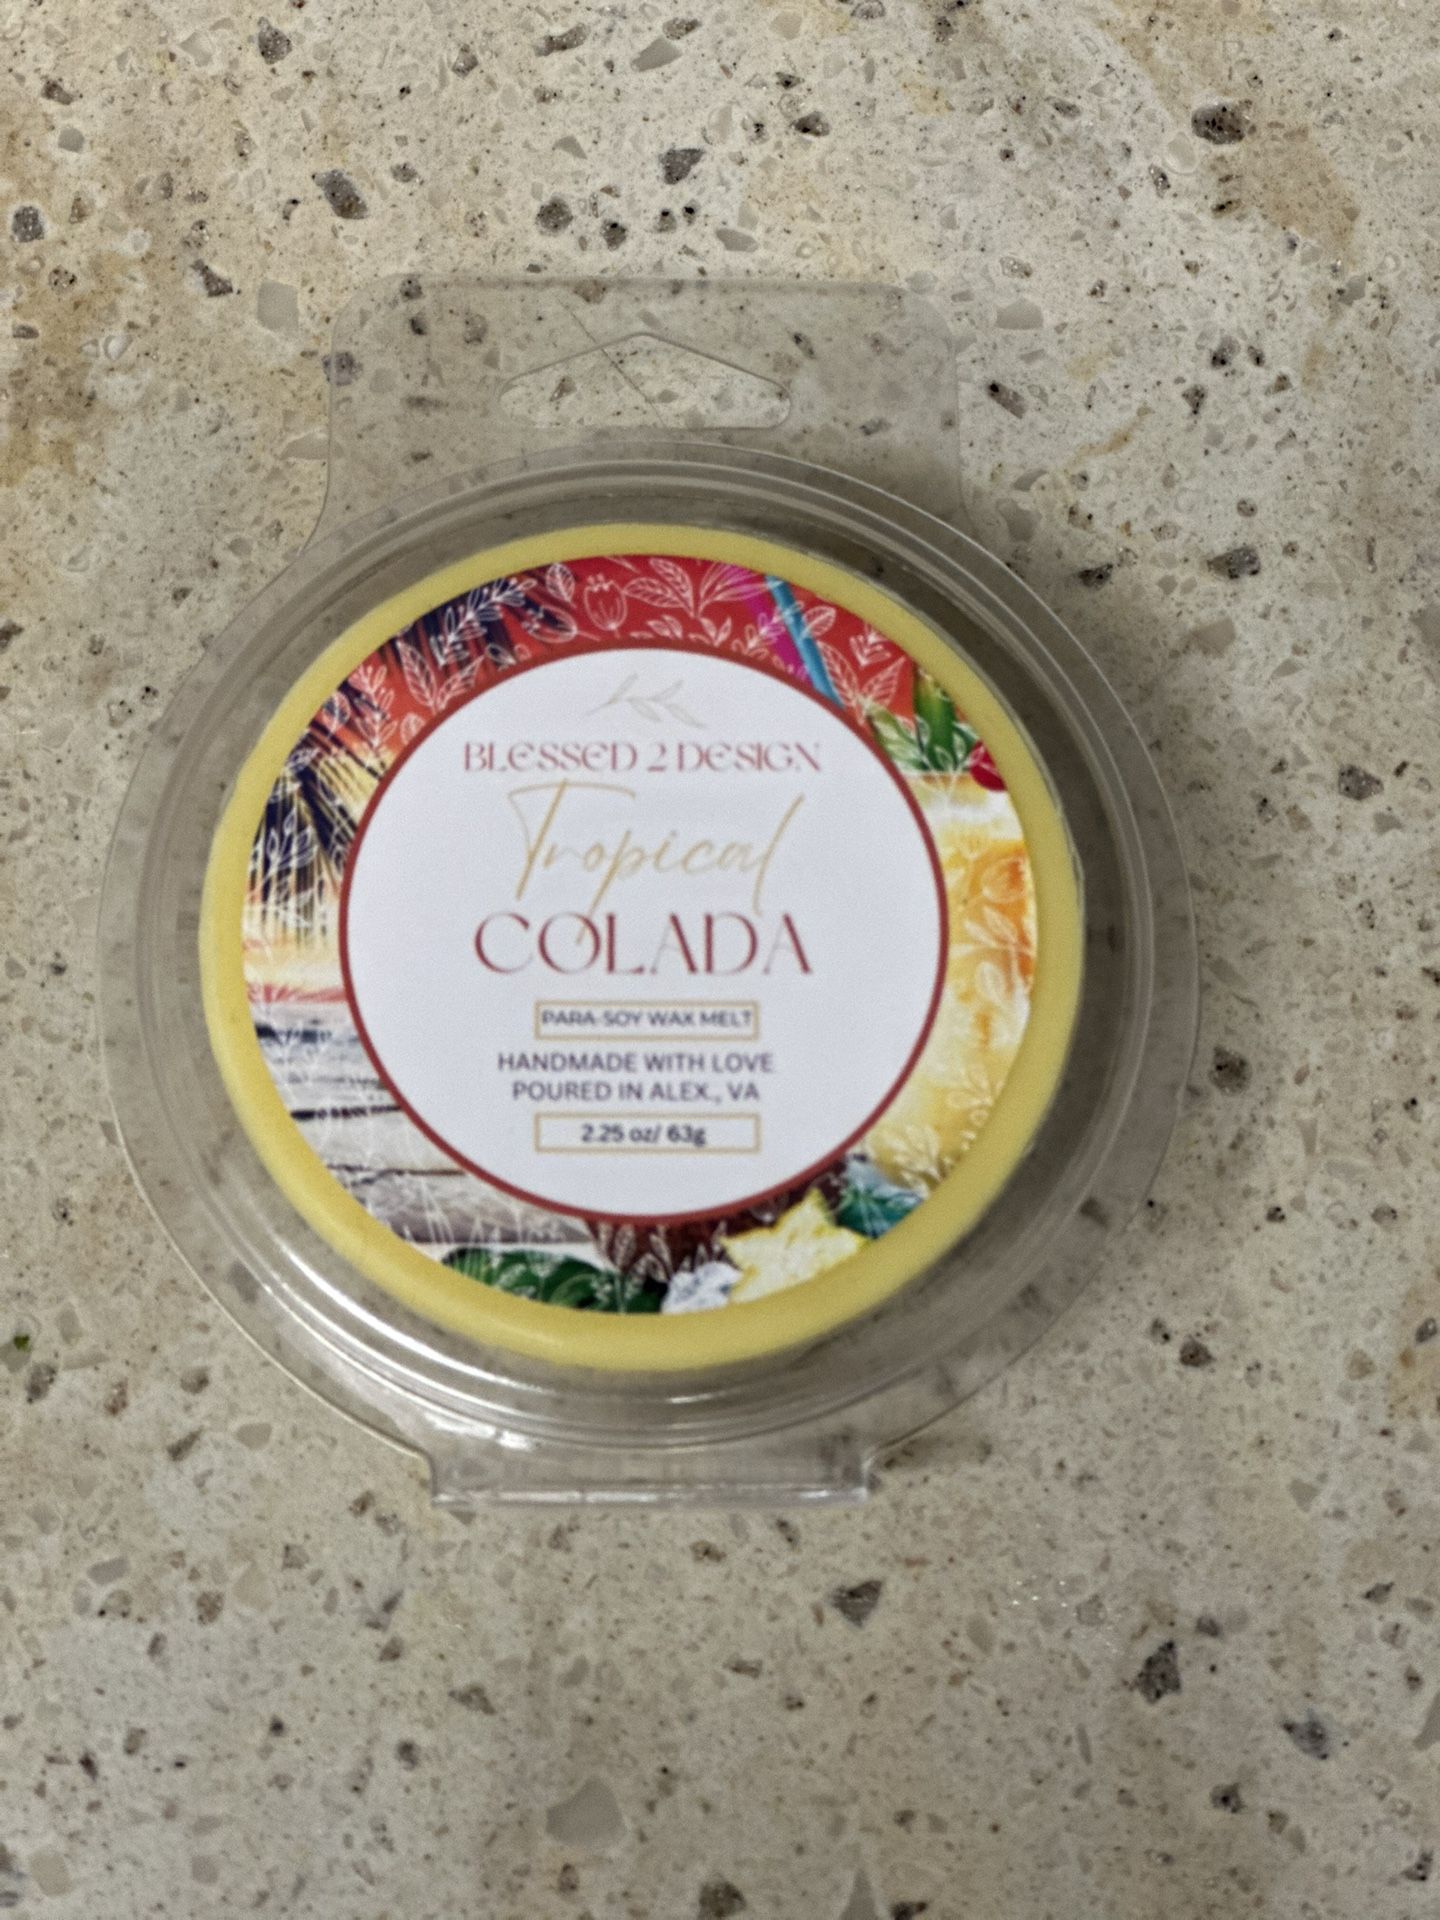 BLESSED 2 DESIGN
Tropical
COLADA
PARA-SOY WAX MELT
HANDMADE WITH LOVE
POURED IN ALEX., VA
2.25 oz/ 63g